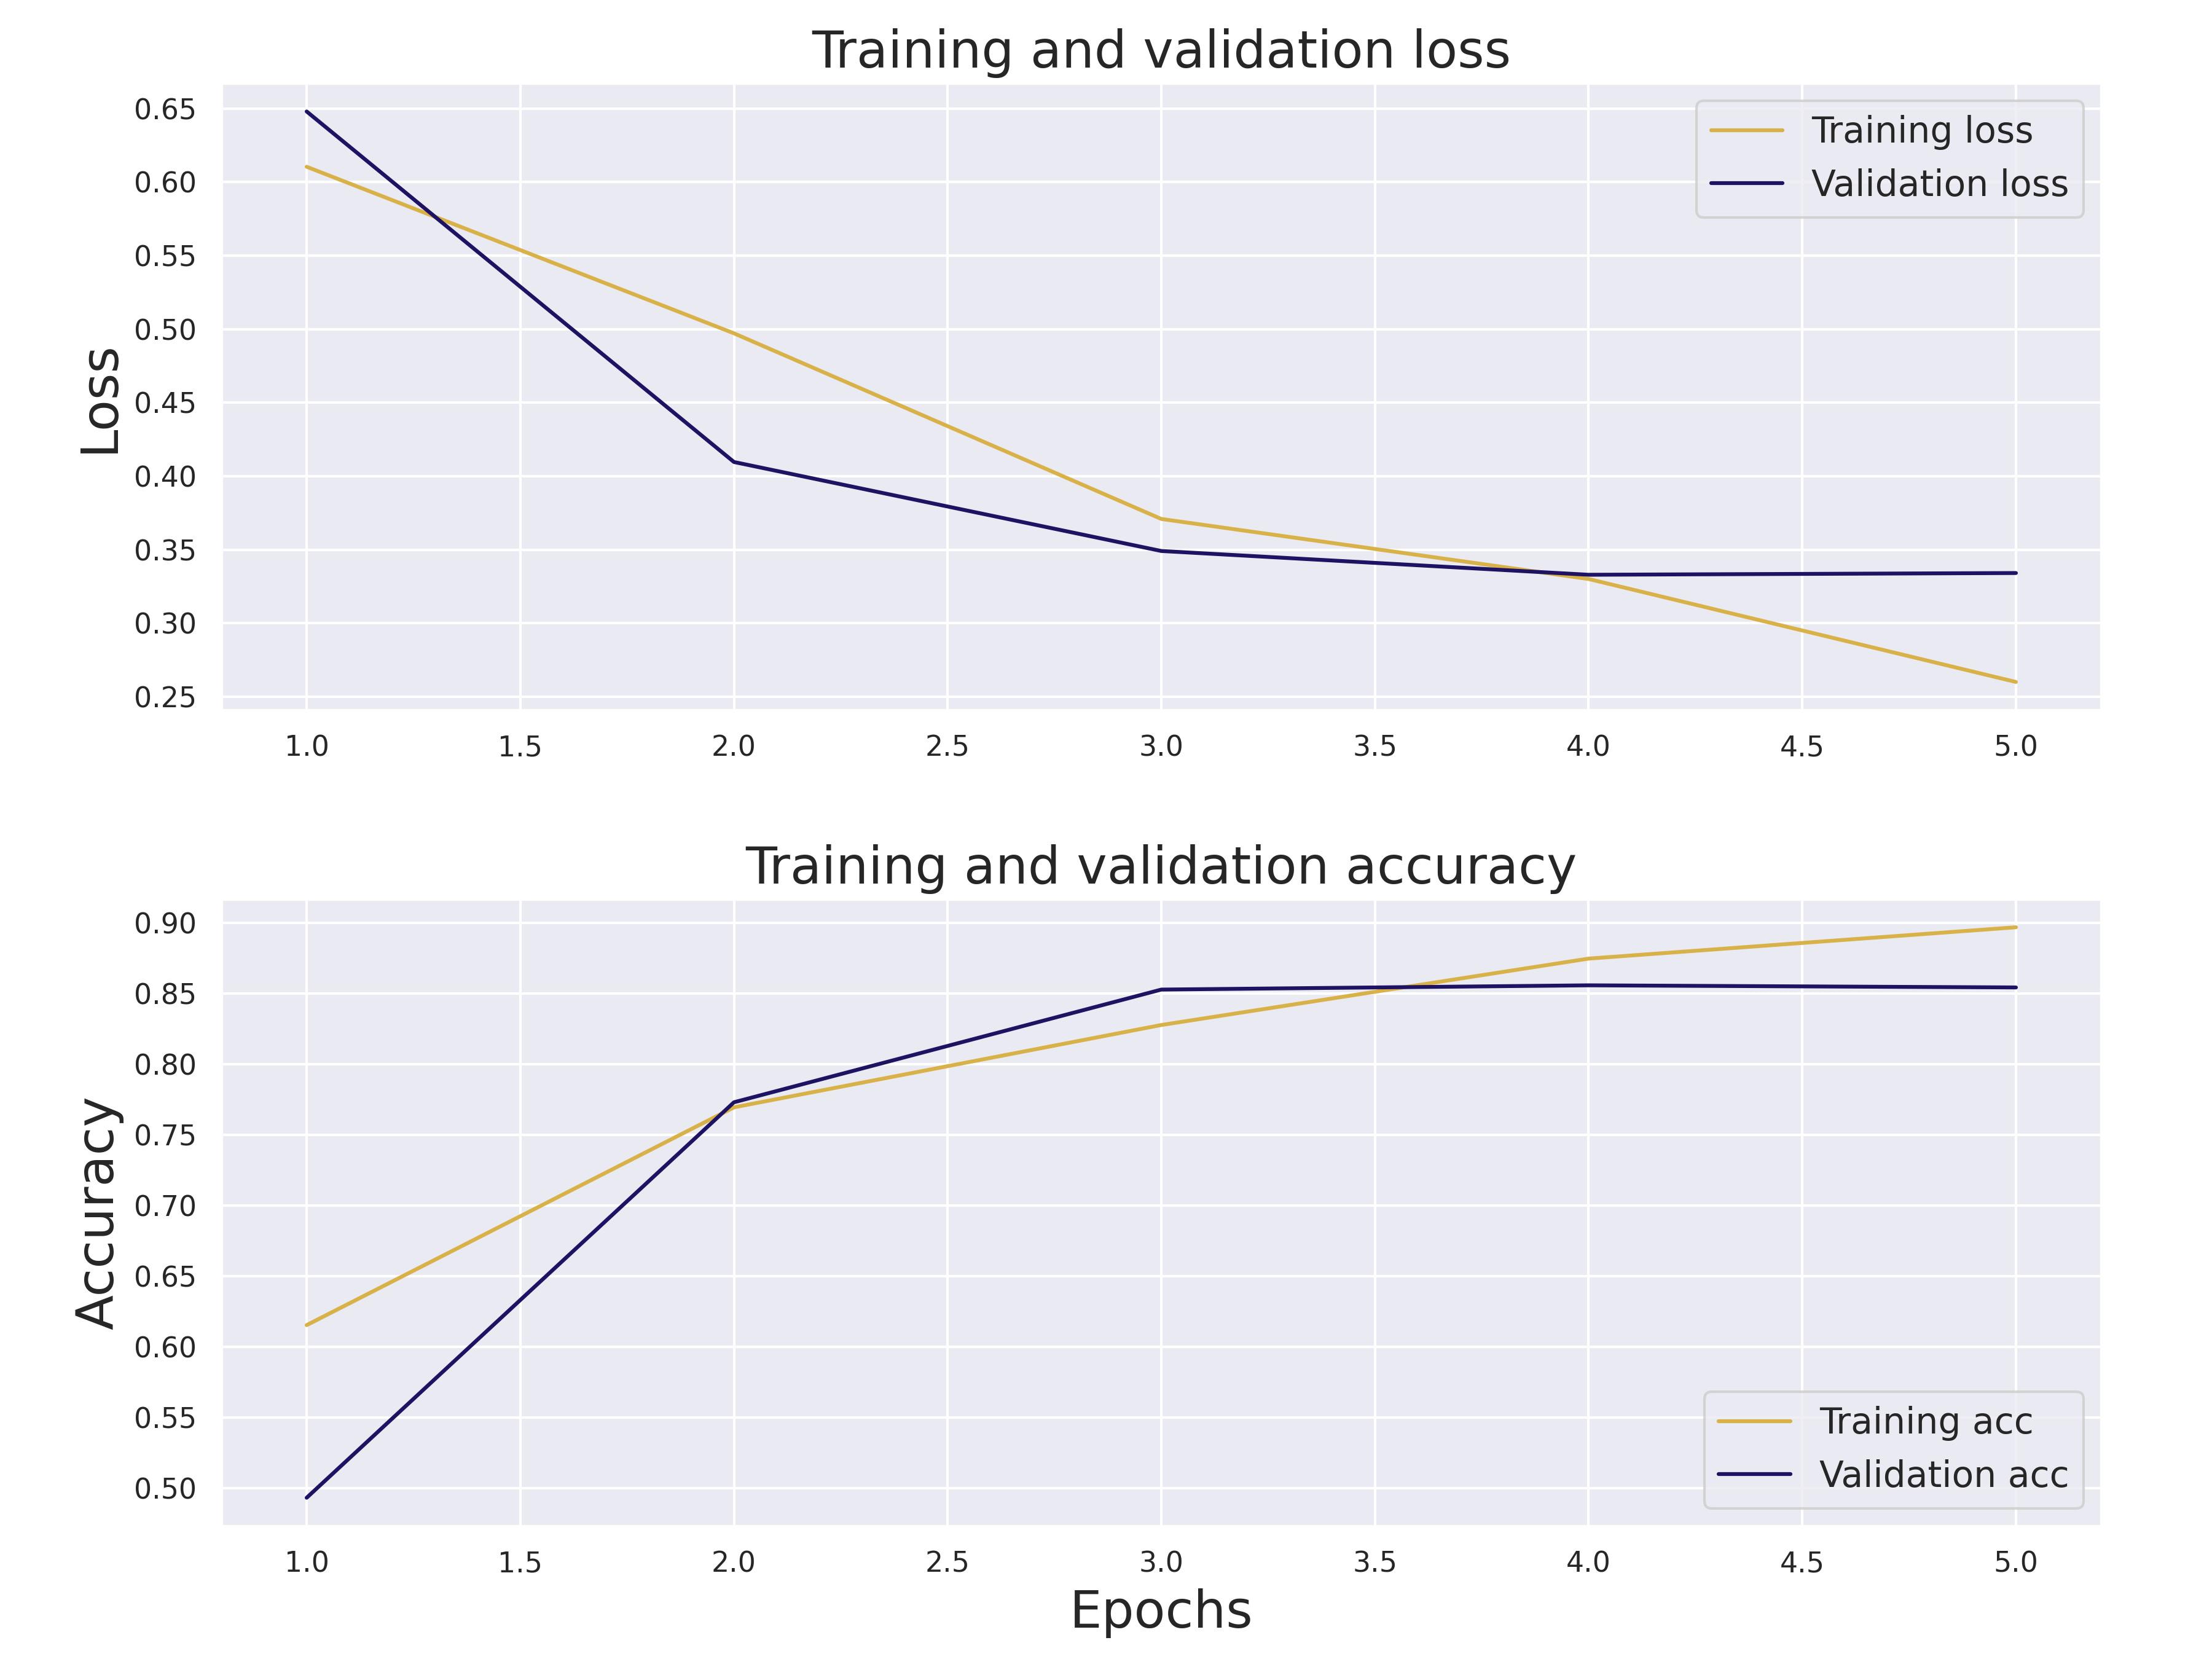 Training and validation loss
Loss
0.65
0.60
0.55
0.50
0.45
0.40
0.35
0.30
0.25
Training loss
Validation loss
1.0 1.5 2.0 2.5 3.0 3.5 4.0 4.5 5.0
Training and validation accuracy
Accuracy
0.90
0.85
0.80
0.75
0.70
0.65
0.60
0.55
0.50
Training acc
Validation acc
1.0 1.5 2.0 2.5 3.0 3.5 4.0 4.5 5.0
Epochs